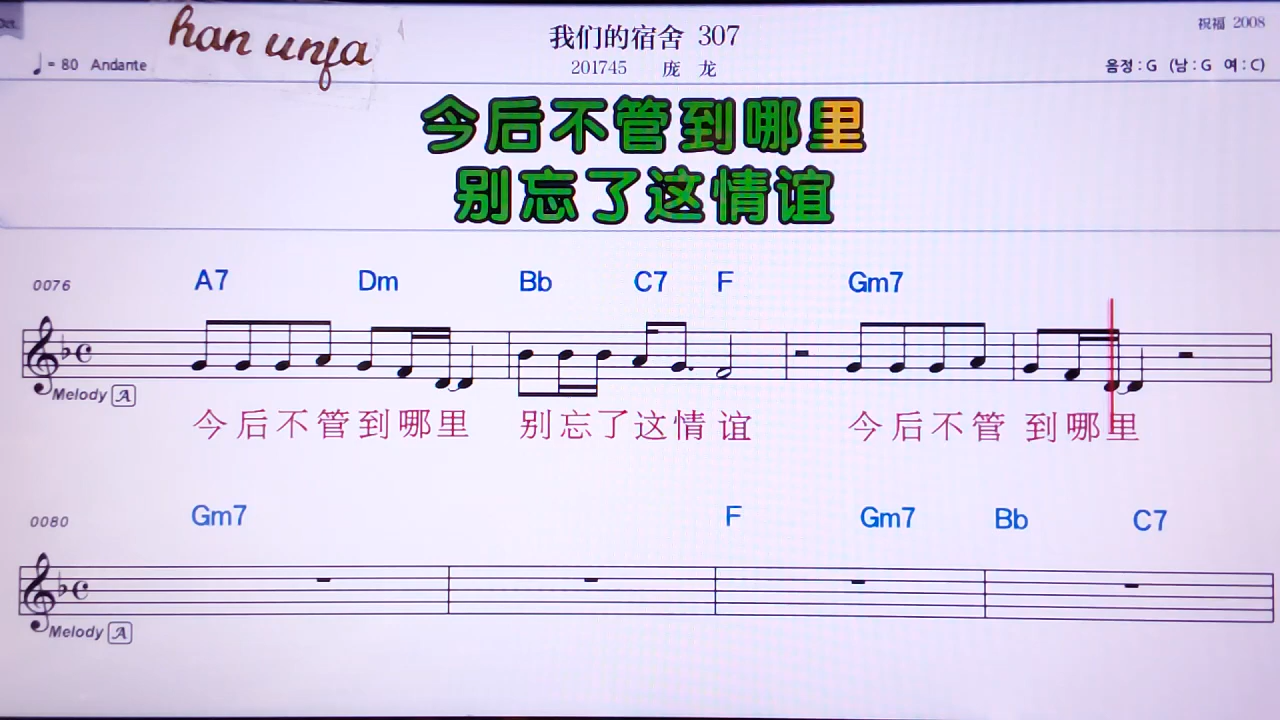 han unfa
我们的宿舍 307
祝福 2008
♩= 80 Andante
201745 庞 龙
음정 : G (남 : G 여 : C)
今后不管到哪里
别忘了这情谊
0076 A7 Dm Bb C7 F Gm7
Melody A
今后不管到哪里 别忘了这情谊 今后不管 到哪里
0080 Gm7 F Gm7 Bb C7
Melody A